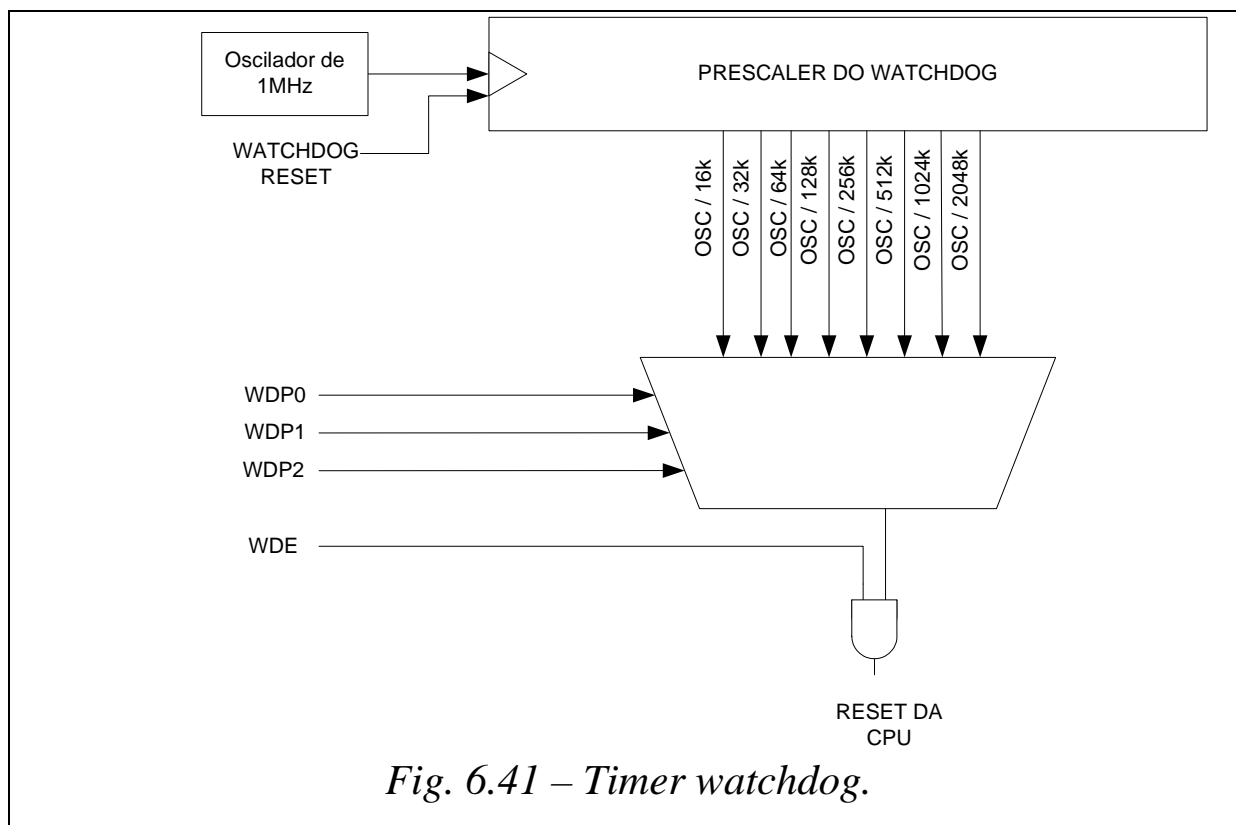 Oscilador de
1MHz
PRESCALER DO WATCHDOG
WATCHDOG
RESET
OSC / 16k
OSC / 32k
OSC / 64k
OSC / 128k
OSC / 256k
OSC / 512k
OSC / 1024k
OSC / 2048k
WDP0
WDP1
WDP2
WDE
RESET DA
CPU
Fig. 6.41 – Timer watchdog.